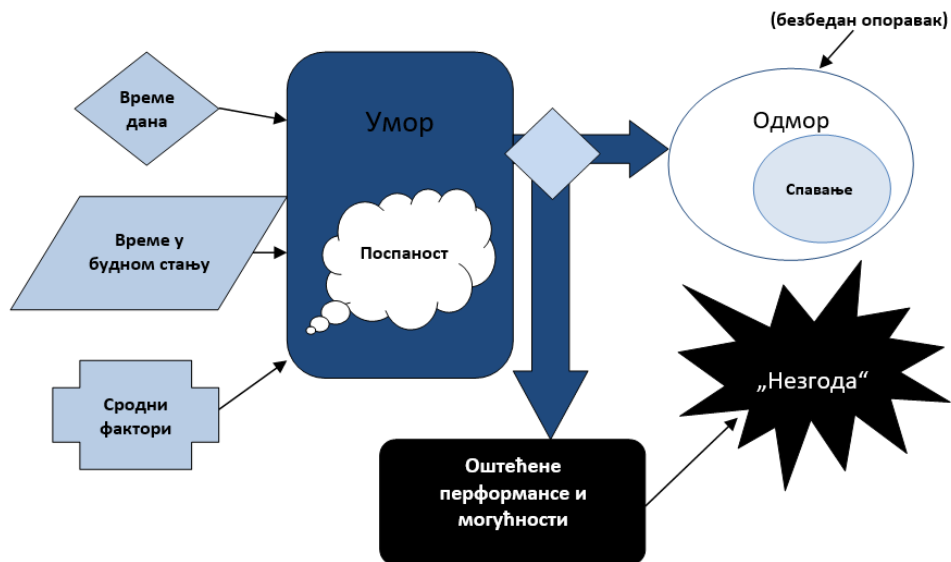 (безбедан опоравак)
Време
дана
Умор
Одмор
Спавање
Време у
будном стању
Поспаност
Сродни
фактори
„Незгода“
Оштећене
перформансе и
могућности